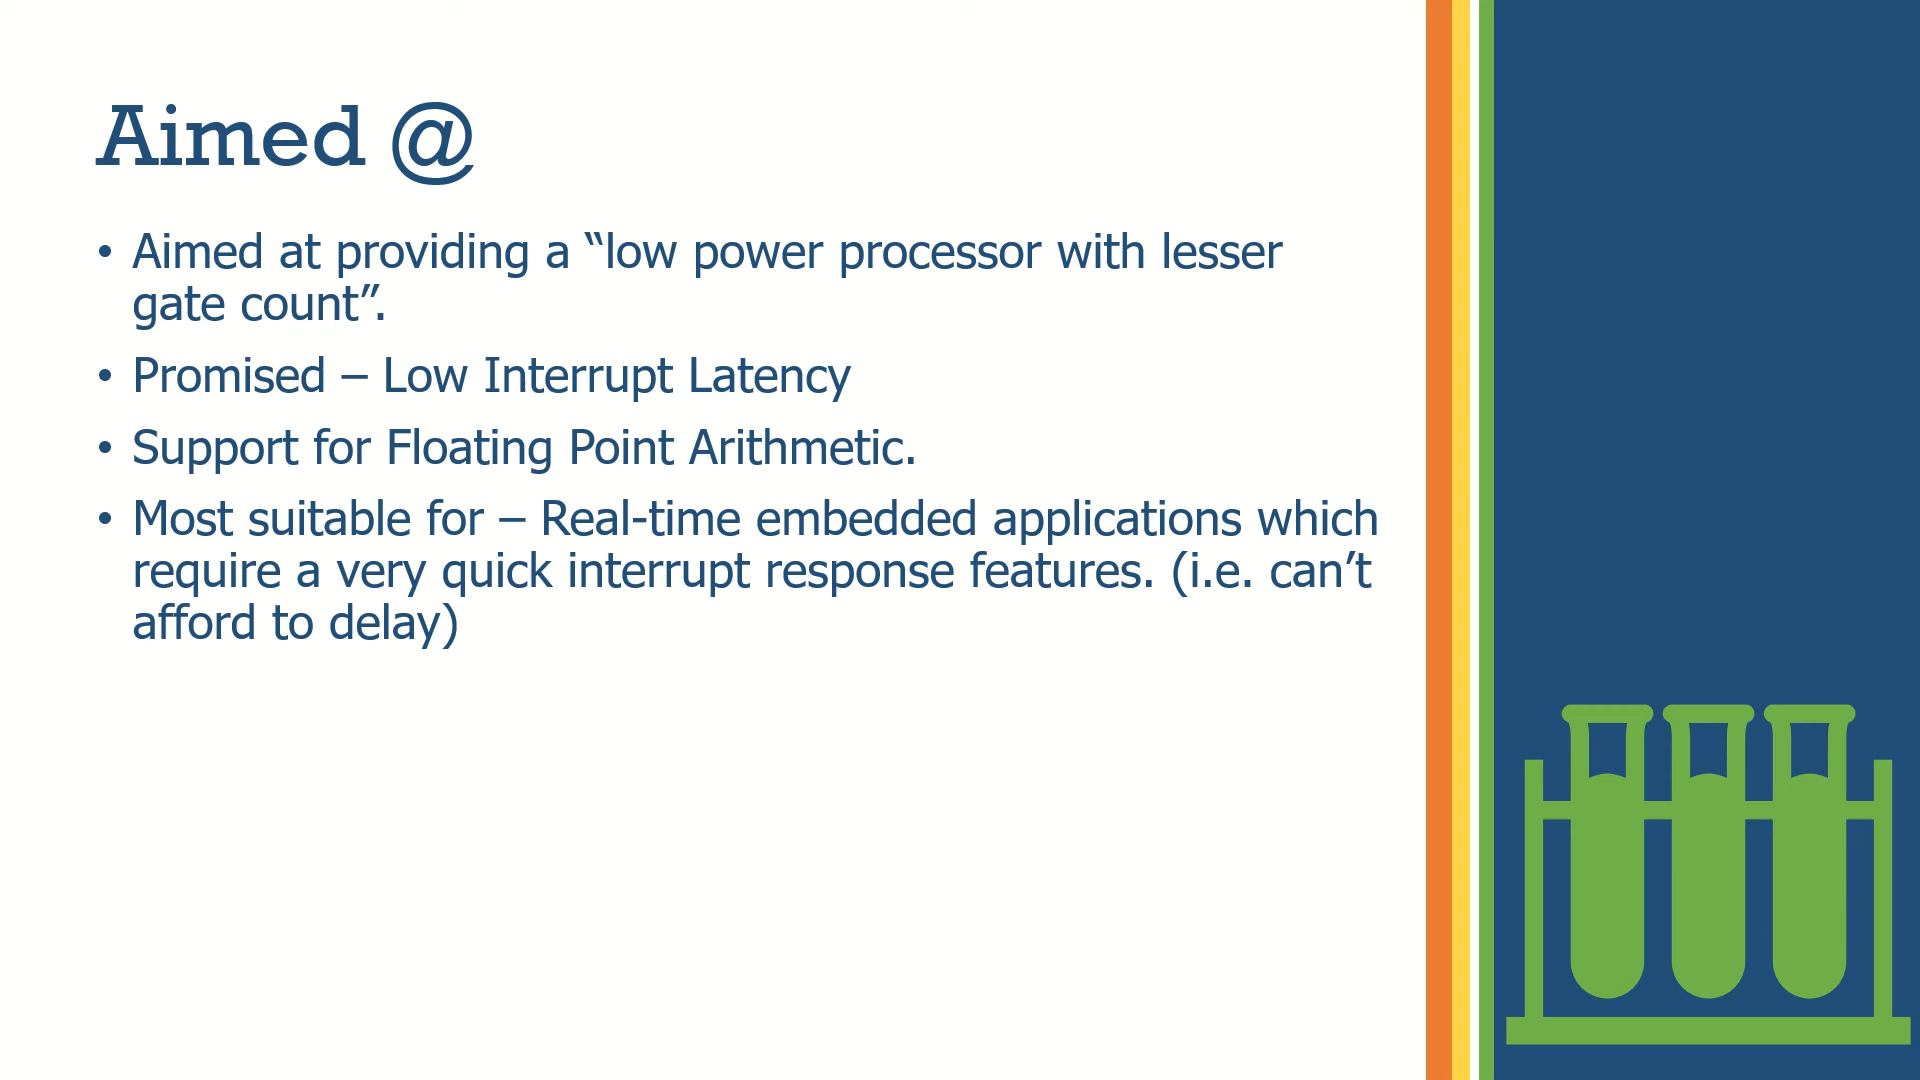 Aimed @
• Aimed at providing a “low power processor with lesser
gate count”.
• Promised – Low Interrupt Latency
• Support for Floating Point Arithmetic.
• Most suitable for – Real-time embedded applications which
require a very quick interrupt response features. (i.e. can’t
afford to delay)